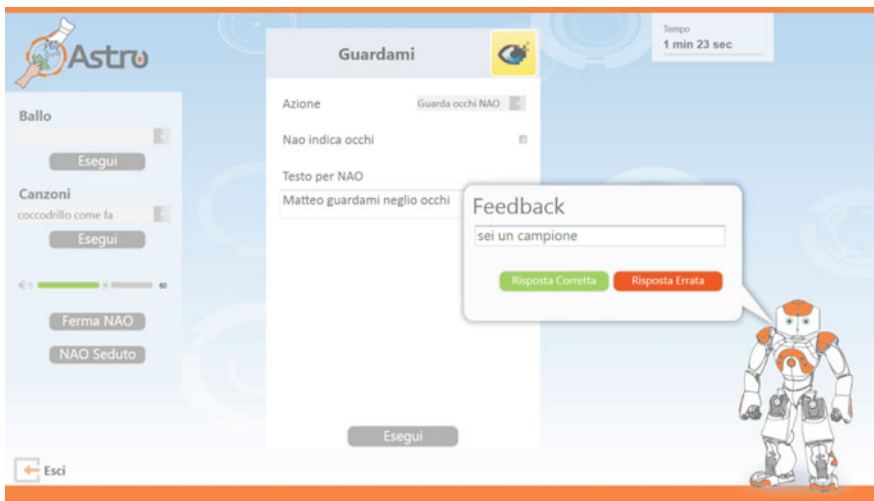 Astro
Tempo
1 min 23 sec
Ballo
Esegui
Canzoni
coccodrillo come fa
Esegui
60
Ferma NAO
NAO Seduto
Esci
Guardami
Azione
Guarda occhi NAO
Nao indica occhi
Testo per NAO
Matteo guardami neglio occhi
Esegui
Feedback
sei un campione
Risposta Corretta
Risposta Errata